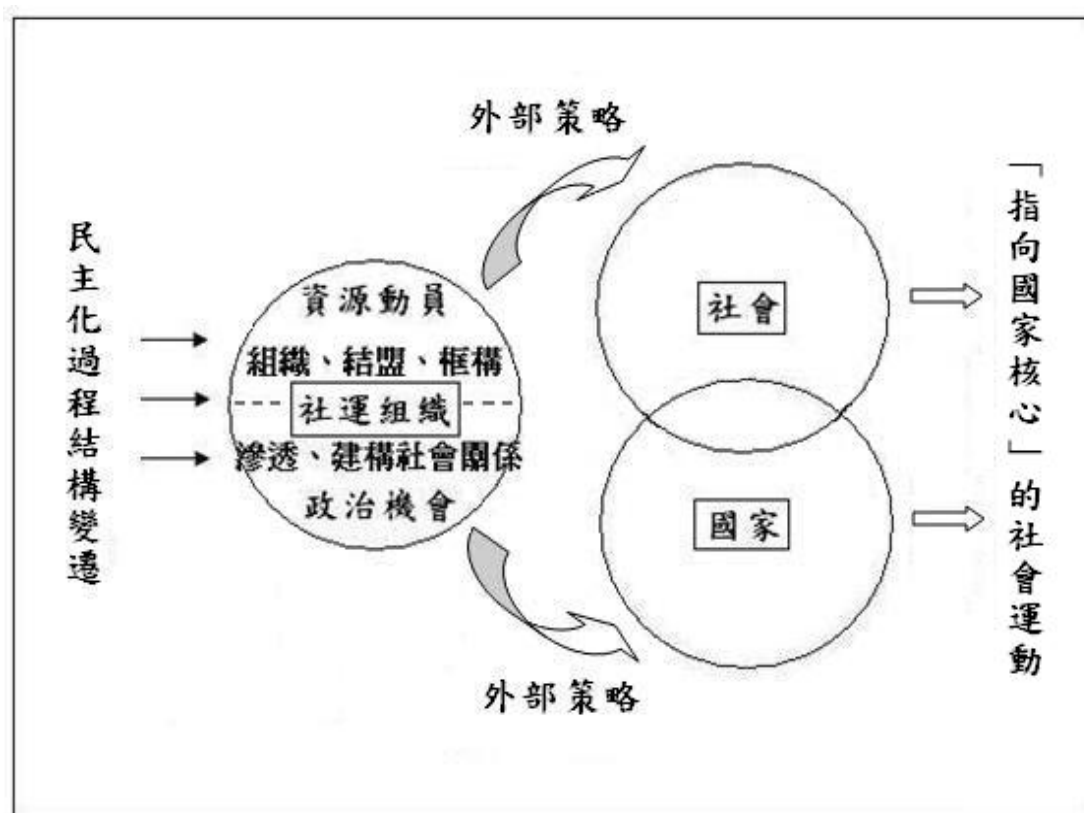 民主化過程結構變遷
外部策略
資源動員
組織、結盟、框構
社運組織
滲透、建構社會關係
政治機會
外部策略
社會
國家
「指向國家核心」的社會運動